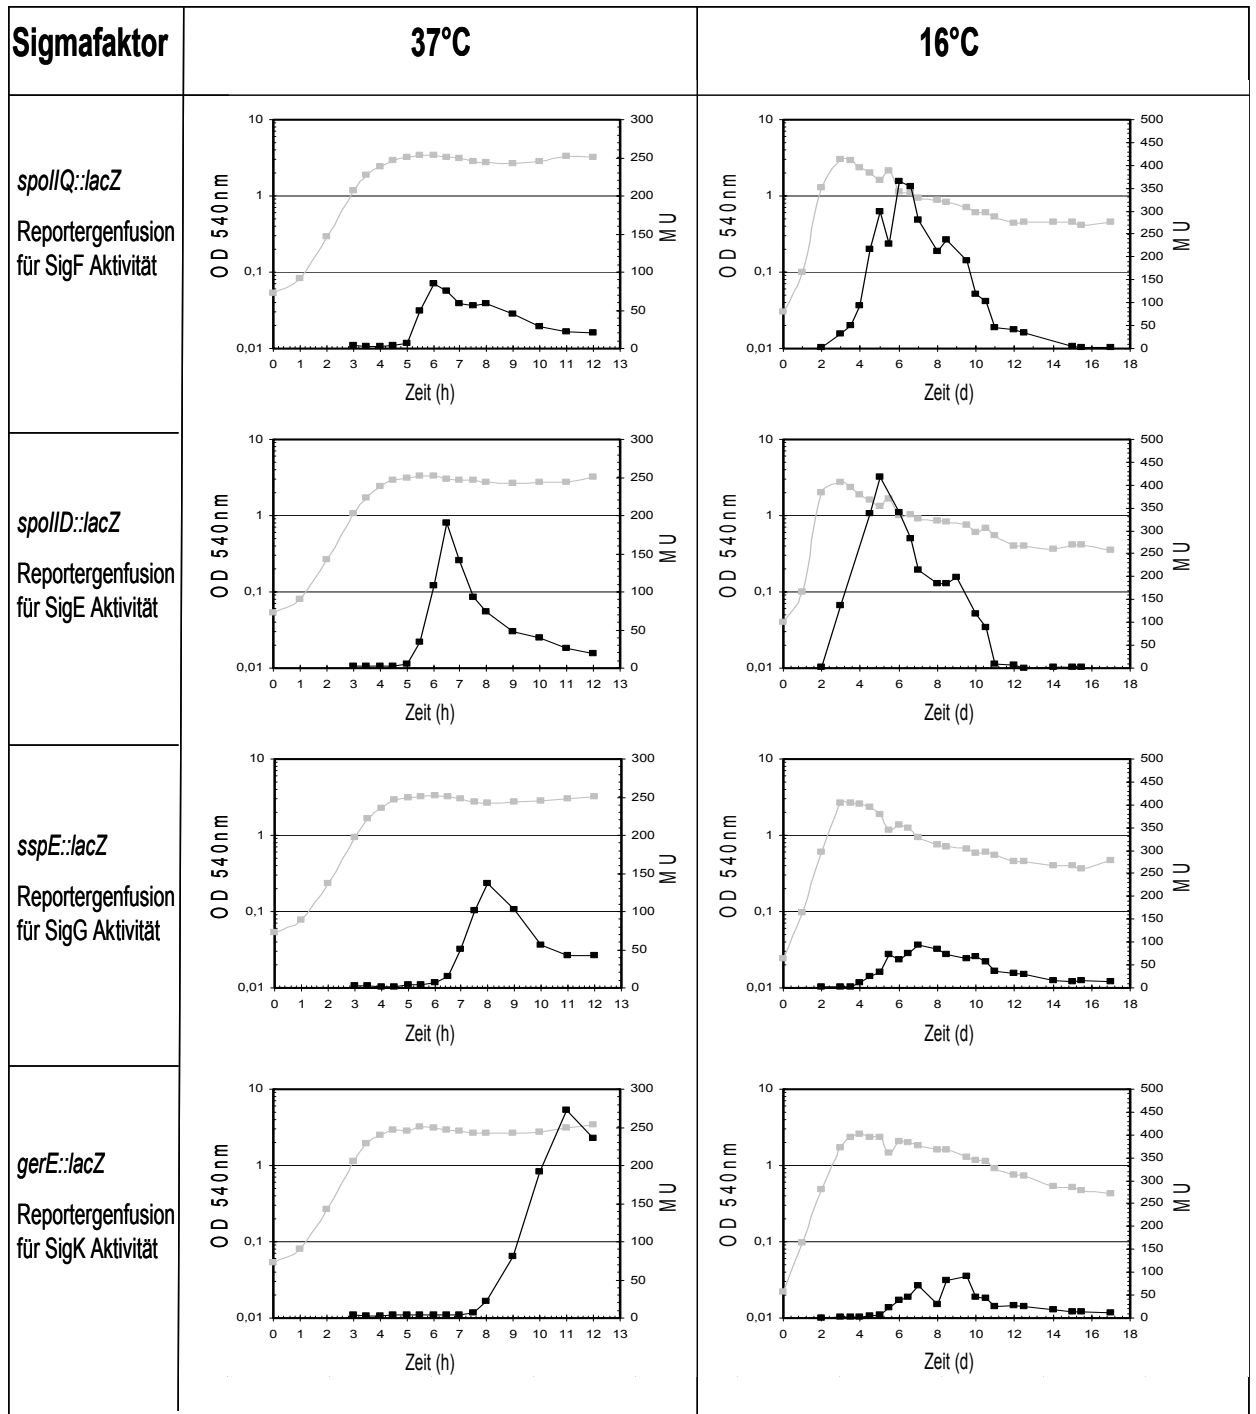 Sigmafaktor
37°C
16°C
spoIIQ::lacZ
Reportergenfusion
für SigF Aktivität
OD 540nm
10
1
0,1
0,01
300
250
200
150
100
50
0
MU
0 1 2 3 4 5 6 7 8 9 10 11 12 13
Zeit (h)
OD 540nm
10
1
0,1
0,01
500
450
400
350
300
250
200
150
100
50
0
MU
0 2 4 6 8 10 12 14 16 18
Zeit (d)
spoIID::lacZ
Reportergenfusion
für SigE Aktivität
OD 540nm
10
1
0,1
0,01
300
250
200
150
100
50
0
MU
0 1 2 3 4 5 6 7 8 9 10 11 12 13
Zeit (h)
OD 540nm
10
1
0,1
0,01
500
450
400
350
300
250
200
150
100
50
0
MU
0 2 4 6 8 10 12 14 16 18
Zeit (d)
sspE::lacZ
Reportergenfusion
für SigG Aktivität
OD 540nm
10
1
0,1
0,01
300
250
200
150
100
50
0
MU
0 1 2 3 4 5 6 7 8 9 10 11 12 13
Zeit (h)
OD 540nm
10
1
0,1
0,01
500
450
400
350
300
250
200
150
100
50
0
MU
0 2 4 6 8 10 12 14 16 18
Zeit (d)
gerE::lacZ
Reportergenfusion
für SigK Aktivität
OD 540nm
10
1
0,1
0,01
300
250
200
150
100
50
0
MU
0 1 2 3 4 5 6 7 8 9 10 11 12 13
Zeit (h)
OD 540nm
10
1
0,1
0,01
500
450
400
350
300
250
200
150
100
50
0
MU
0 2 4 6 8 10 12 14 16 18
Zeit (d)